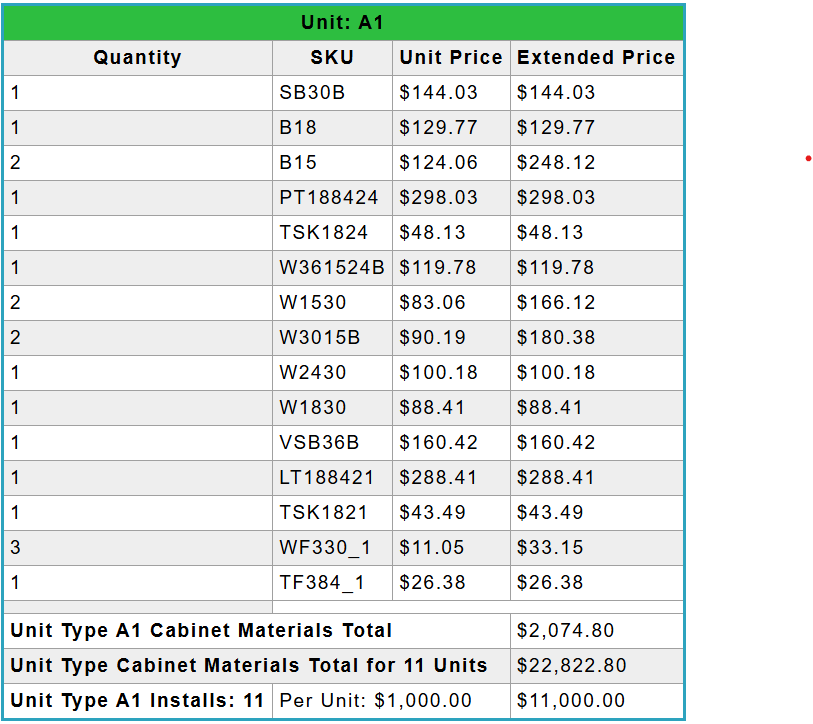 Unit: A1
Quantity SKU Unit Price Extended Price
1 SB30B $144.03 $144.03
1 B18 $129.77 $129.77
2 B15 $124.06 $248.12
1 PT188424 $298.03 $298.03
1 TSK1824 $48.13 $48.13
1 W361524B $119.78 $119.78
2 W1530 $83.06 $166.12
2 W3015B $90.19 $180.38
1 W2430 $100.18 $100.18
1 W1830 $88.41 $88.41
1 VSB36B $160.42 $160.42
1 LT188421 $288.41 $288.41
1 TSK1821 $43.49 $43.49
3 WF330_1 $11.05 $33.15
1 TF384_1 $26.38 $26.38
Unit Type A1 Cabinet Materials Total $2,074.80
Unit Type Cabinet Materials Total for 11 Units $22,822.80
Unit Type A1 Installs: 11 Per Unit: $1,000.00 $11,000.00